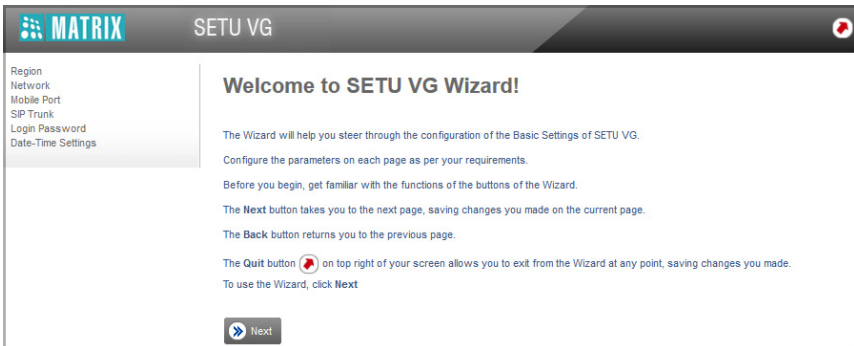 MATRIX SETU VG
Region
Network
Mobile Port
SIP Trunk
Login Password
Date-Time Settings
Welcome to SETU VG Wizard!
The Wizard will help you steer through the configuration of the Basic Settings of SETU VG.
Configure the parameters on each page as per your requirements.
Before you begin, get familiar with the functions of the buttons of the Wizard.
The Next button takes you to the next page, saving changes you made on the current page.
The Back button returns you to the previous page.
The Quit button on top right of your screen allows you to exit from the Wizard at any point, saving changes you made.
To use the Wizard, click Next
Next